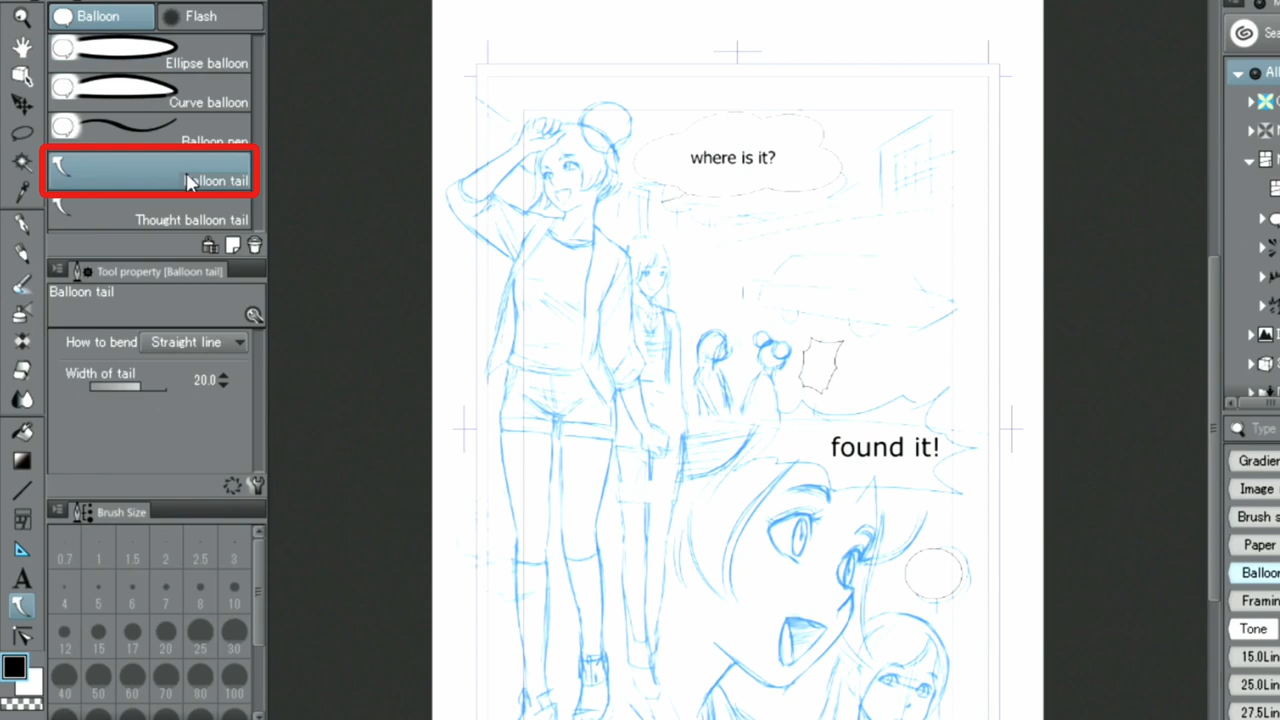 Balloon
Flash
Ellipse balloon
Curve balloon
Balloon pen
Balloon tail
Thought balloon tail
Tool property [Balloon tail]
Balloon tail
How to bend Straight line
Width of tail 20.0
Brush Size
0.7 1 1.5 2 2.5 3
4 5 6 7 8 10
12 15 17 20 25 30
40 50 60 70 80 100
where is it?
found it!
Sea
All
Type
Gradien
Image
Brush s
Paper
Balloon
Framin
Tone
15.0Lin
25.0Lin
27.5Lin
A